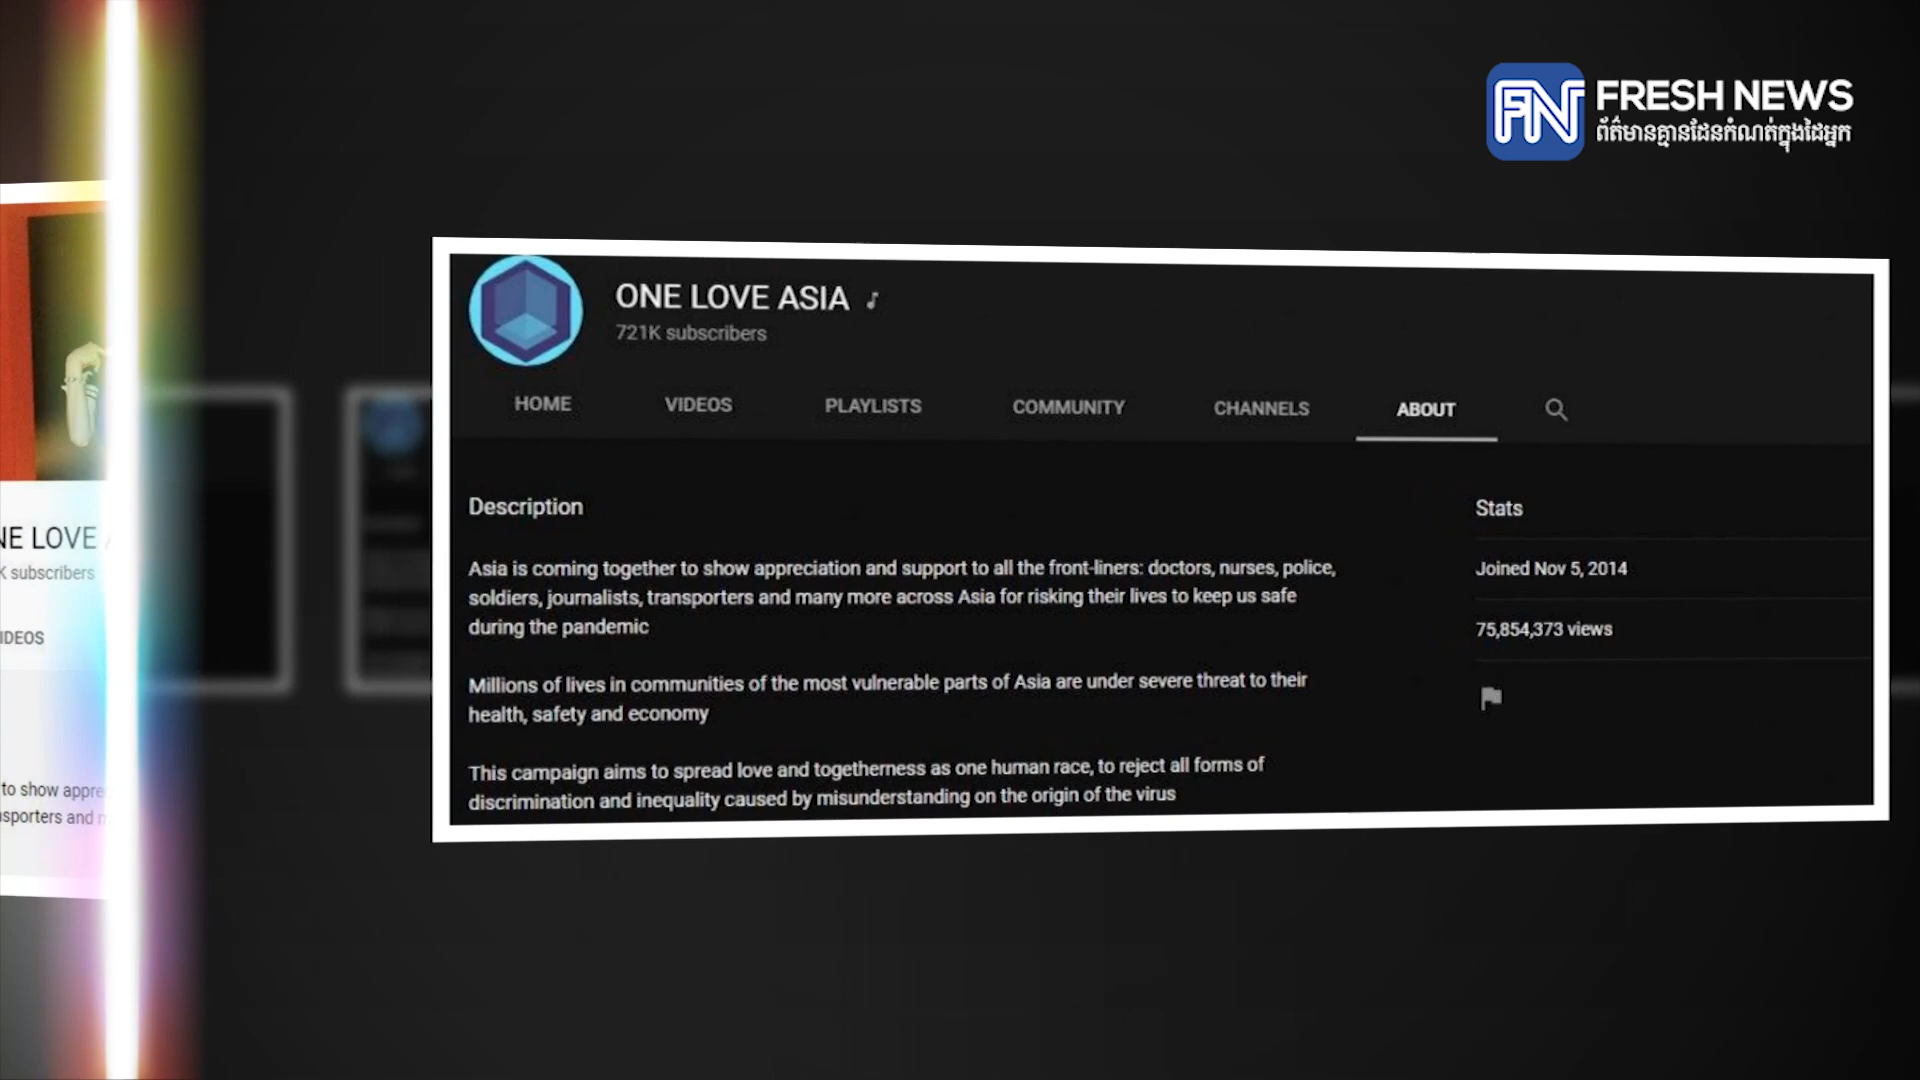 FRESH NEWS
ព័ត៌មានគ្មានដែនកំណត់ក្នុងដៃអ្នក
ONE LOVE ASIA
721K subscribers
HOME VIDEOS PLAYLISTS COMMUNITY CHANNELS ABOUT
Description
Asia is coming together to show appreciation and support to all the front-liners: doctors, nurses, police,
soldiers, journalists, transporters and many more across Asia for risking their lives to keep us safe
during the pandemic
Millions of lives in communities of the most vulnerable parts of Asia are under severe threat to their
health, safety and economy
This campaign aims to spread love and togetherness as one human race, to reject all forms of
discrimination and inequality caused by misunderstanding on the origin of the virus
Stats
Joined Nov 5, 2014
75,854,373 views
NE LOVE
K subscribers
IDEOS
to show appre
sporters and